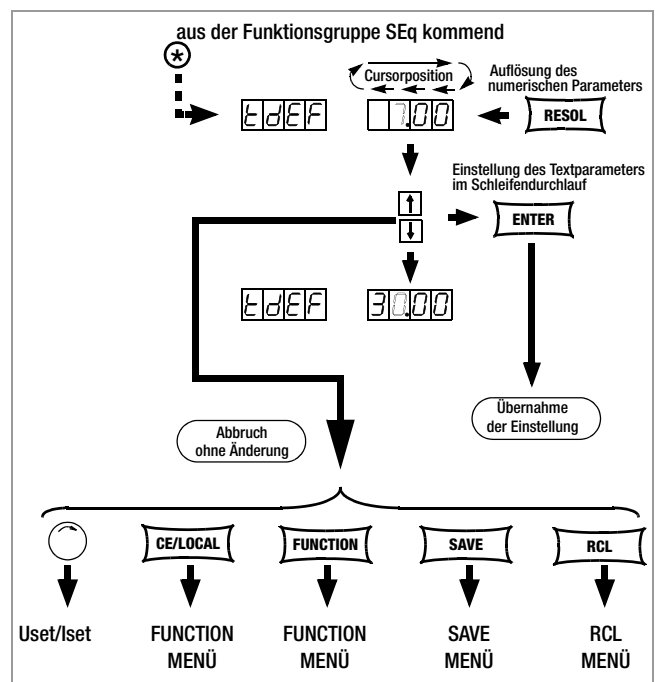 aus der Funktionsgruppe SEq kommend
*
Cursorposition
Auflösung des
numerischen Parameters
tdEF
7.00
RESOL
Einstellung des Textparameters
im Schleifendurchlauf
↑
↓
ENTER
tdEF
30.00
Abbruch
ohne Änderung
Übernahme
der Einstellung
CE/LOCAL
FUNCTION
SAVE
RCL
Uset/Iset
FUNCTION
MENÜ
FUNCTION
MENÜ
SAVE
MENÜ
RCL
MENÜ